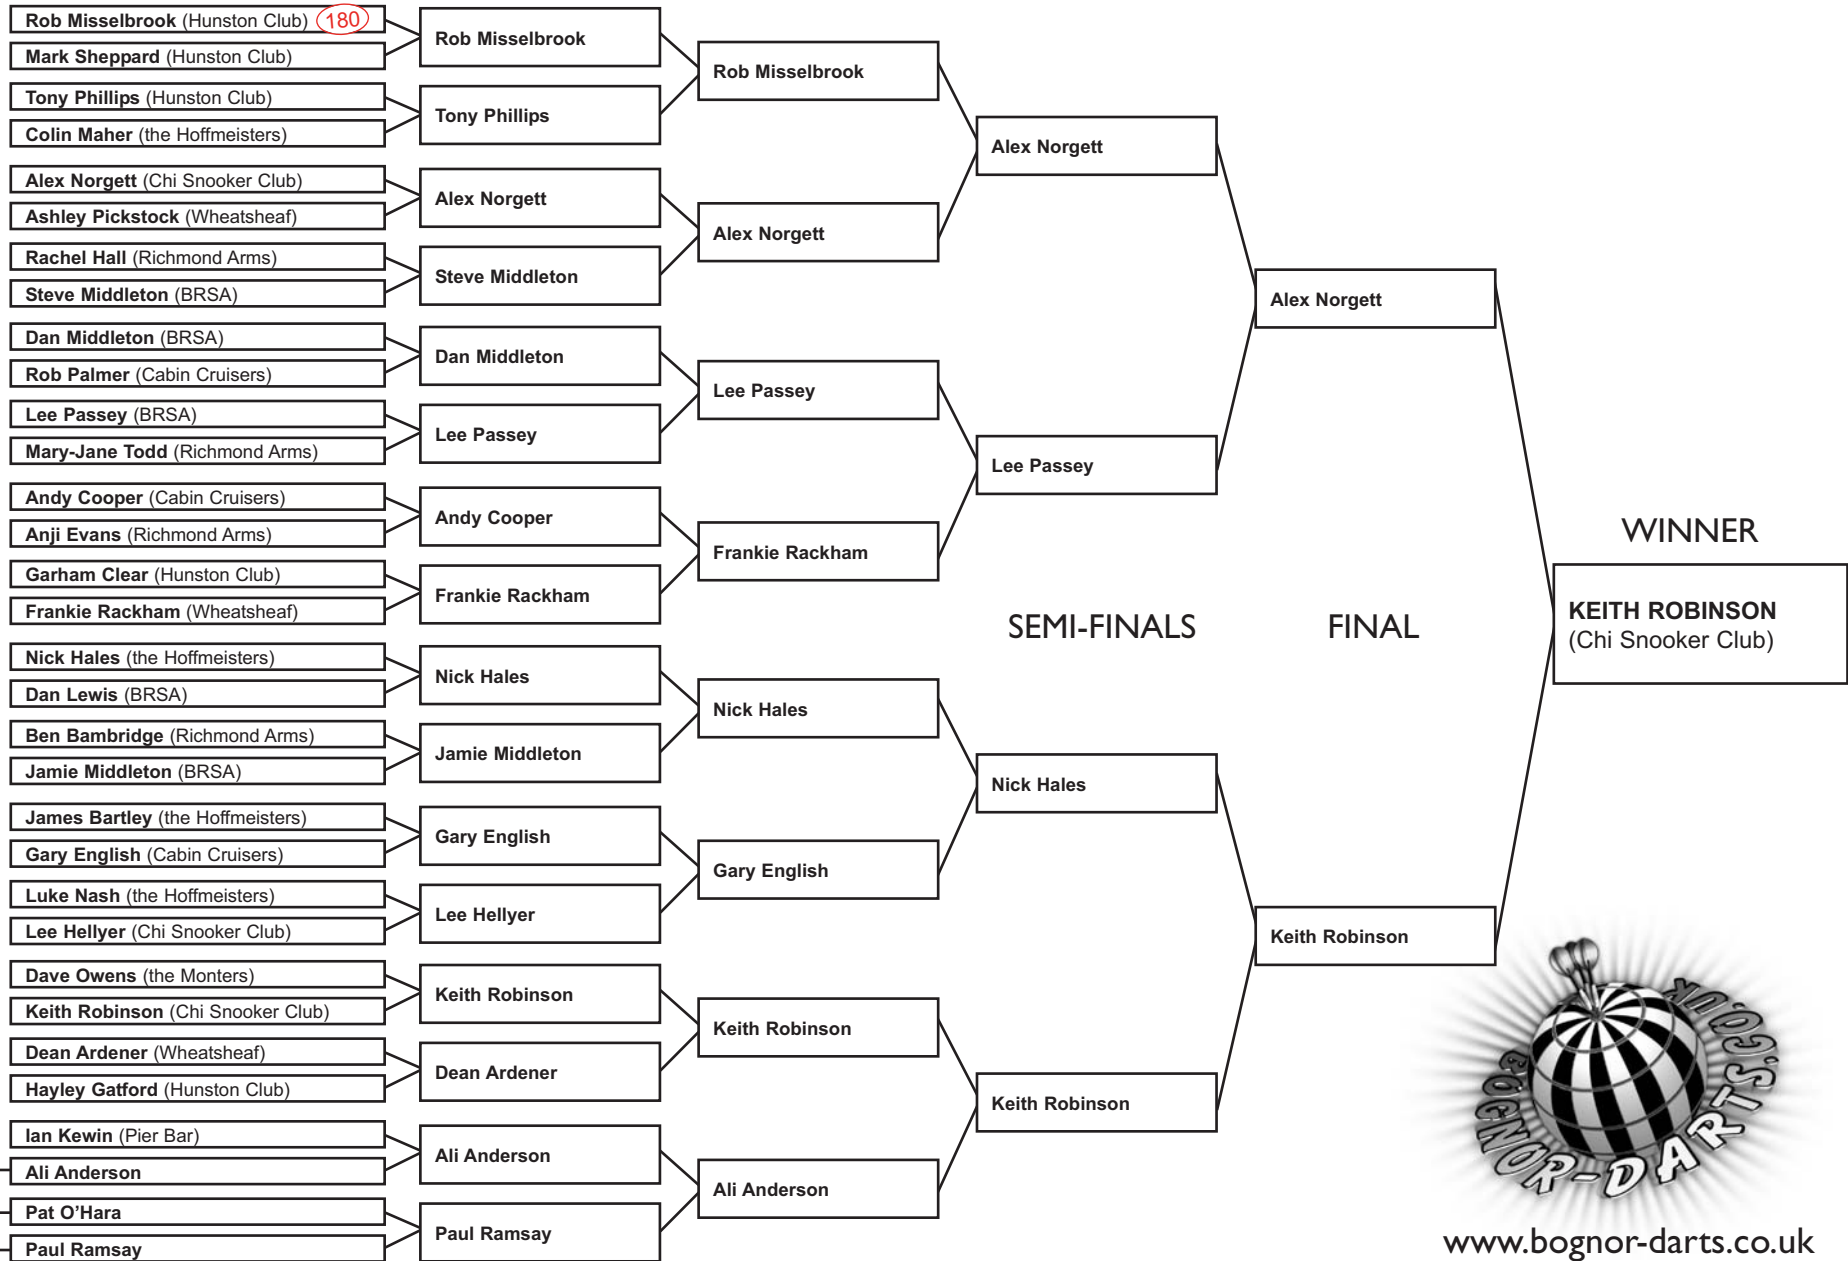 Rob Misselbrook (Hunston Club) 180
Mark Sheppard (Hunston Club)
Tony Phillips (Hunston Club)
Colin Maher (the Hoffmeisters)
Alex Norgett (Chi Snooker Club)
Ashley Pickstock (Wheatsheaf)
Rachel Hall (Richmond Arms)
Steve Middleton (BRSA)
Dan Middleton (BRSA)
Rob Palmer (Cabin Cruisers)
Lee Passey (BRSA)
Mary-Jane Todd (Richmond Arms)
Andy Cooper (Cabin Cruisers)
Anji Evans (Richmond Arms)
Garham Clear (Hunston Club)
Frankie Rackham (Wheatsheaf)
Nick Hales (the Hoffmeisters)
Dan Lewis (BRSA)
Ben Bambridge (Richmond Arms)
Jamie Middleton (BRSA)
James Bartley (the Hoffmeisters)
Gary English (Cabin Cruisers)
Luke Nash (the Hoffmeisters)
Lee Hellyer (Chi Snooker Club)
Dave Owens (the Monters)
Keith Robinson (Chi Snooker Club)
Dean Ardener (Wheatsheaf)
Hayley Gatford (Hunston Club)
Ian Kewin (Pier Bar)
Ali Anderson
Pat O’Hara
Paul Ramsay
Rob Misselbrook
Tony Phillips
Alex Norgett
Steve Middleton
Dan Middleton
Lee Passey
Andy Cooper
Frankie Rackham
Nick Hales
Jamie Middleton
Gary English
Lee Hellyer
Keith Robinson
Dean Ardener
Ali Anderson
Paul Ramsay
Rob Misselbrook
Alex Norgett
Lee Passey
Frankie Rackham
Nick Hales
Gary English
Keith Robinson
Ali Anderson
Alex Norgett
Lee Passey
SEMI-FINALS
Nick Hales
Keith Robinson
Alex Norgett
FINAL
Keith Robinson
WINNER
KEITH ROBINSON
(Chi Snooker Club)
BOGNOR-DARTS.CO.UK
www.bognor-darts.co.uk